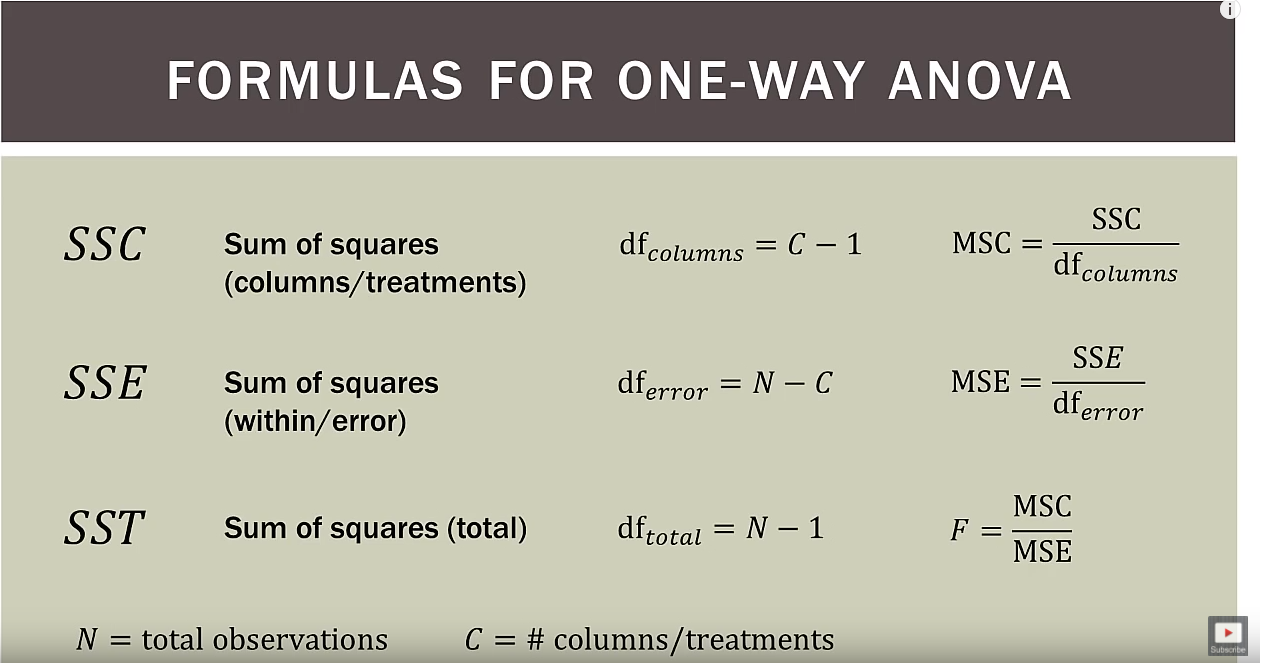 i
FORMULAS FOR ONE-WAY ANOVA
SSC Sum of squares (columns/treatments) df_columns = C − 1 MSC = SSC / df_columns
SSE Sum of squares (within/error) df_error = N − C MSE = SSE / df_error
SST Sum of squares (total) df_total = N − 1 F = MSC / MSE
N = total observations C = # columns/treatments
Subscribe